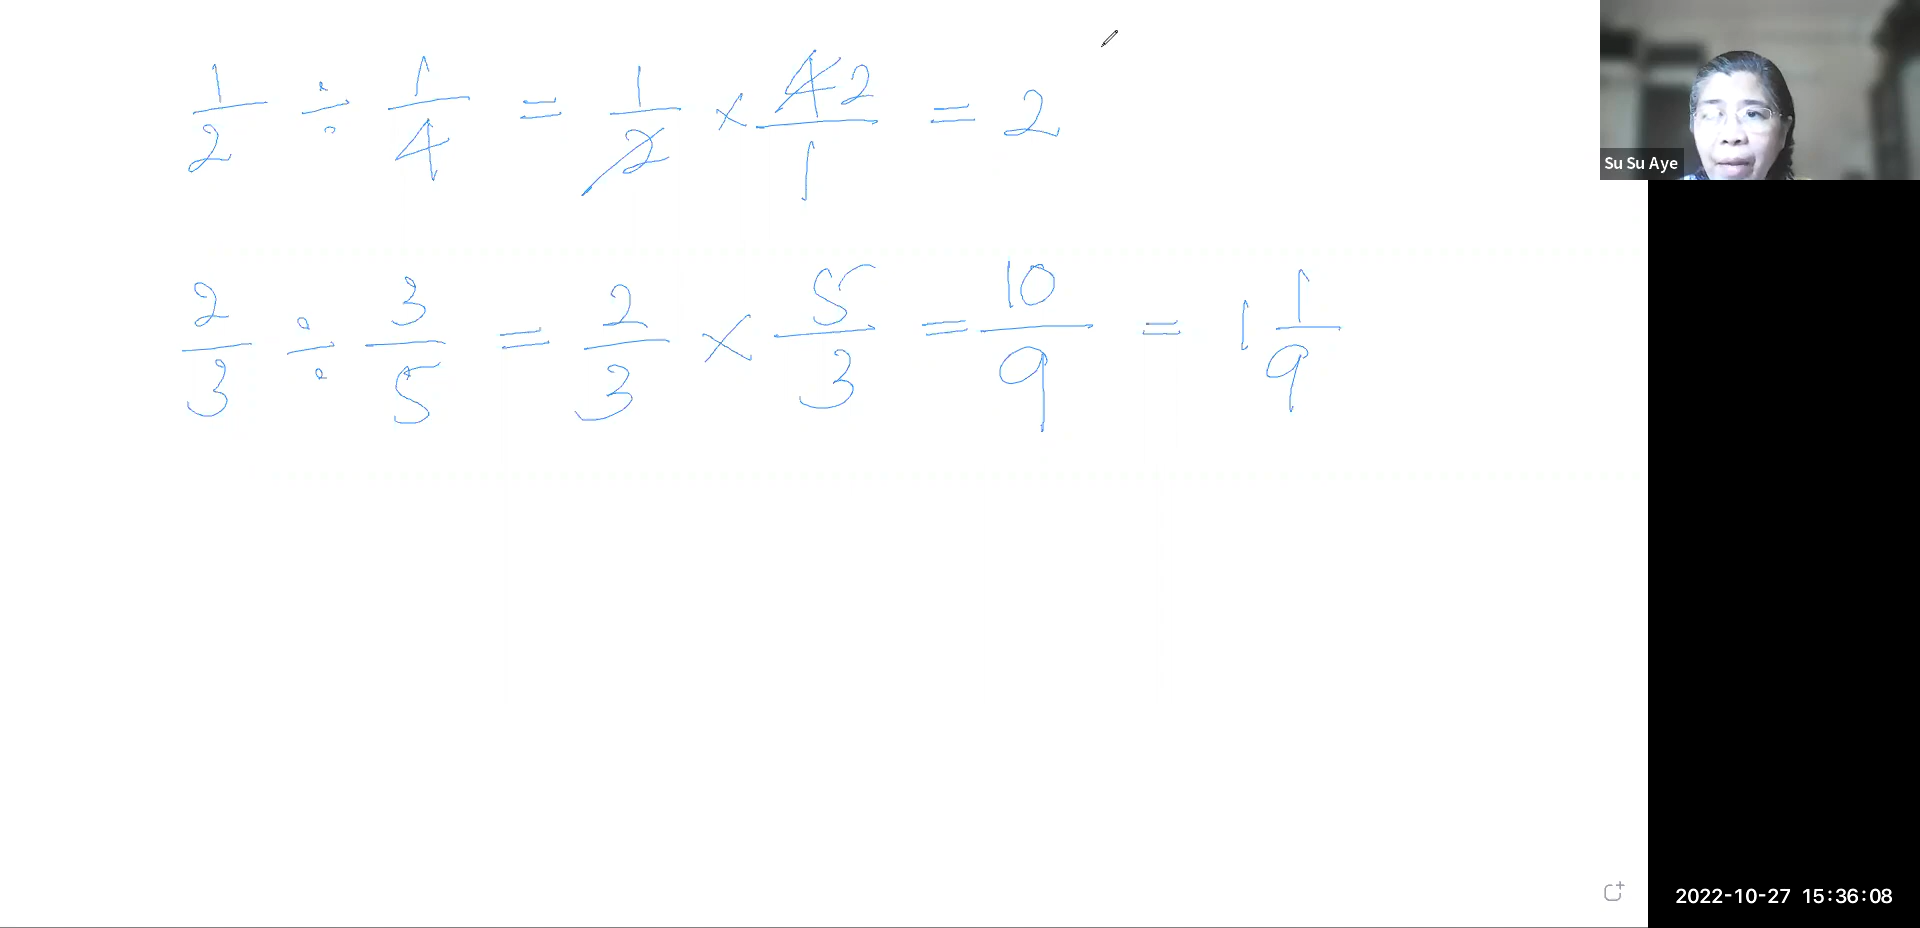 1/2 ÷ 1/4 = 1/2 × 4 2/1 = 2
Su Su Aye
2/3 ÷ 3/5 = 2/3 × 5/3 = 10/9 = 1 1/9
2022-10-27 15:36:08